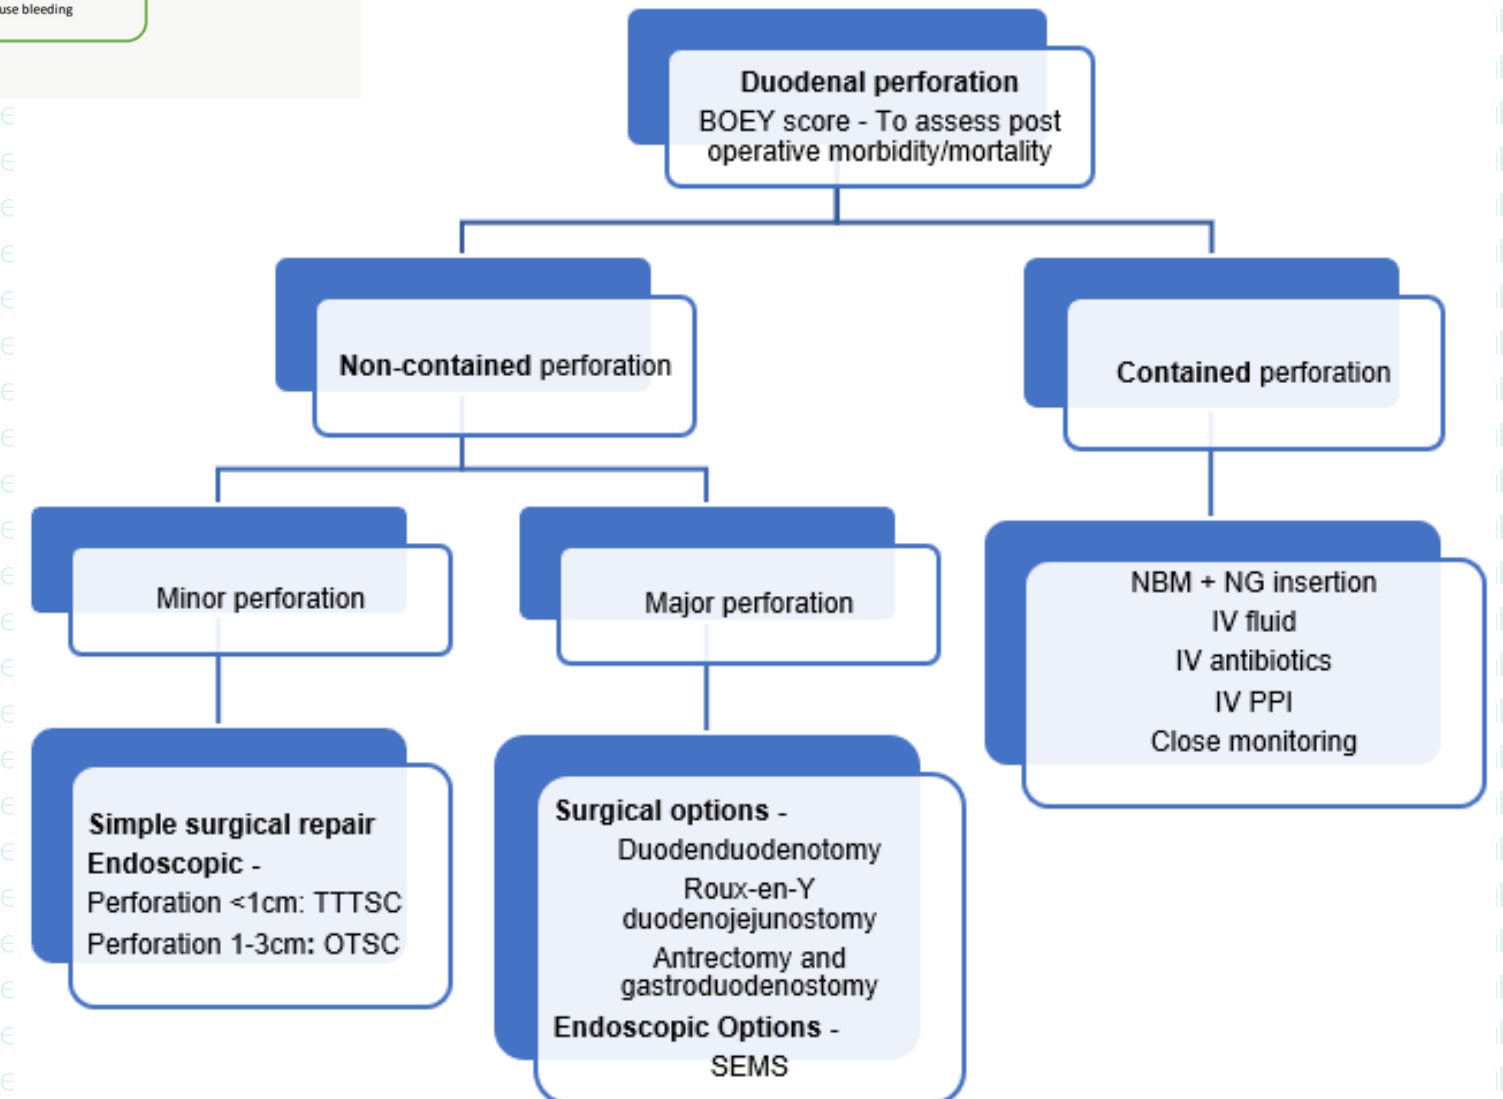 use bleeding
Duodenal perforation
BOEY score - To assess post
operative morbidity/mortality
Non-contained perforation
Contained perforation
Minor perforation
Major perforation
NBM + NG insertion
IV fluid
IV antibiotics
IV PPI
Close monitoring
Simple surgical repair
Endoscopic -
Perforation <1cm: TTTSC
Perforation 1-3cm: OTSC
Surgical options -
Duodenduodenotomy
Roux-en-Y
duodenojejunostomy
Antrectomy and
gastroduodenostomy
Endoscopic Options -
SEMS